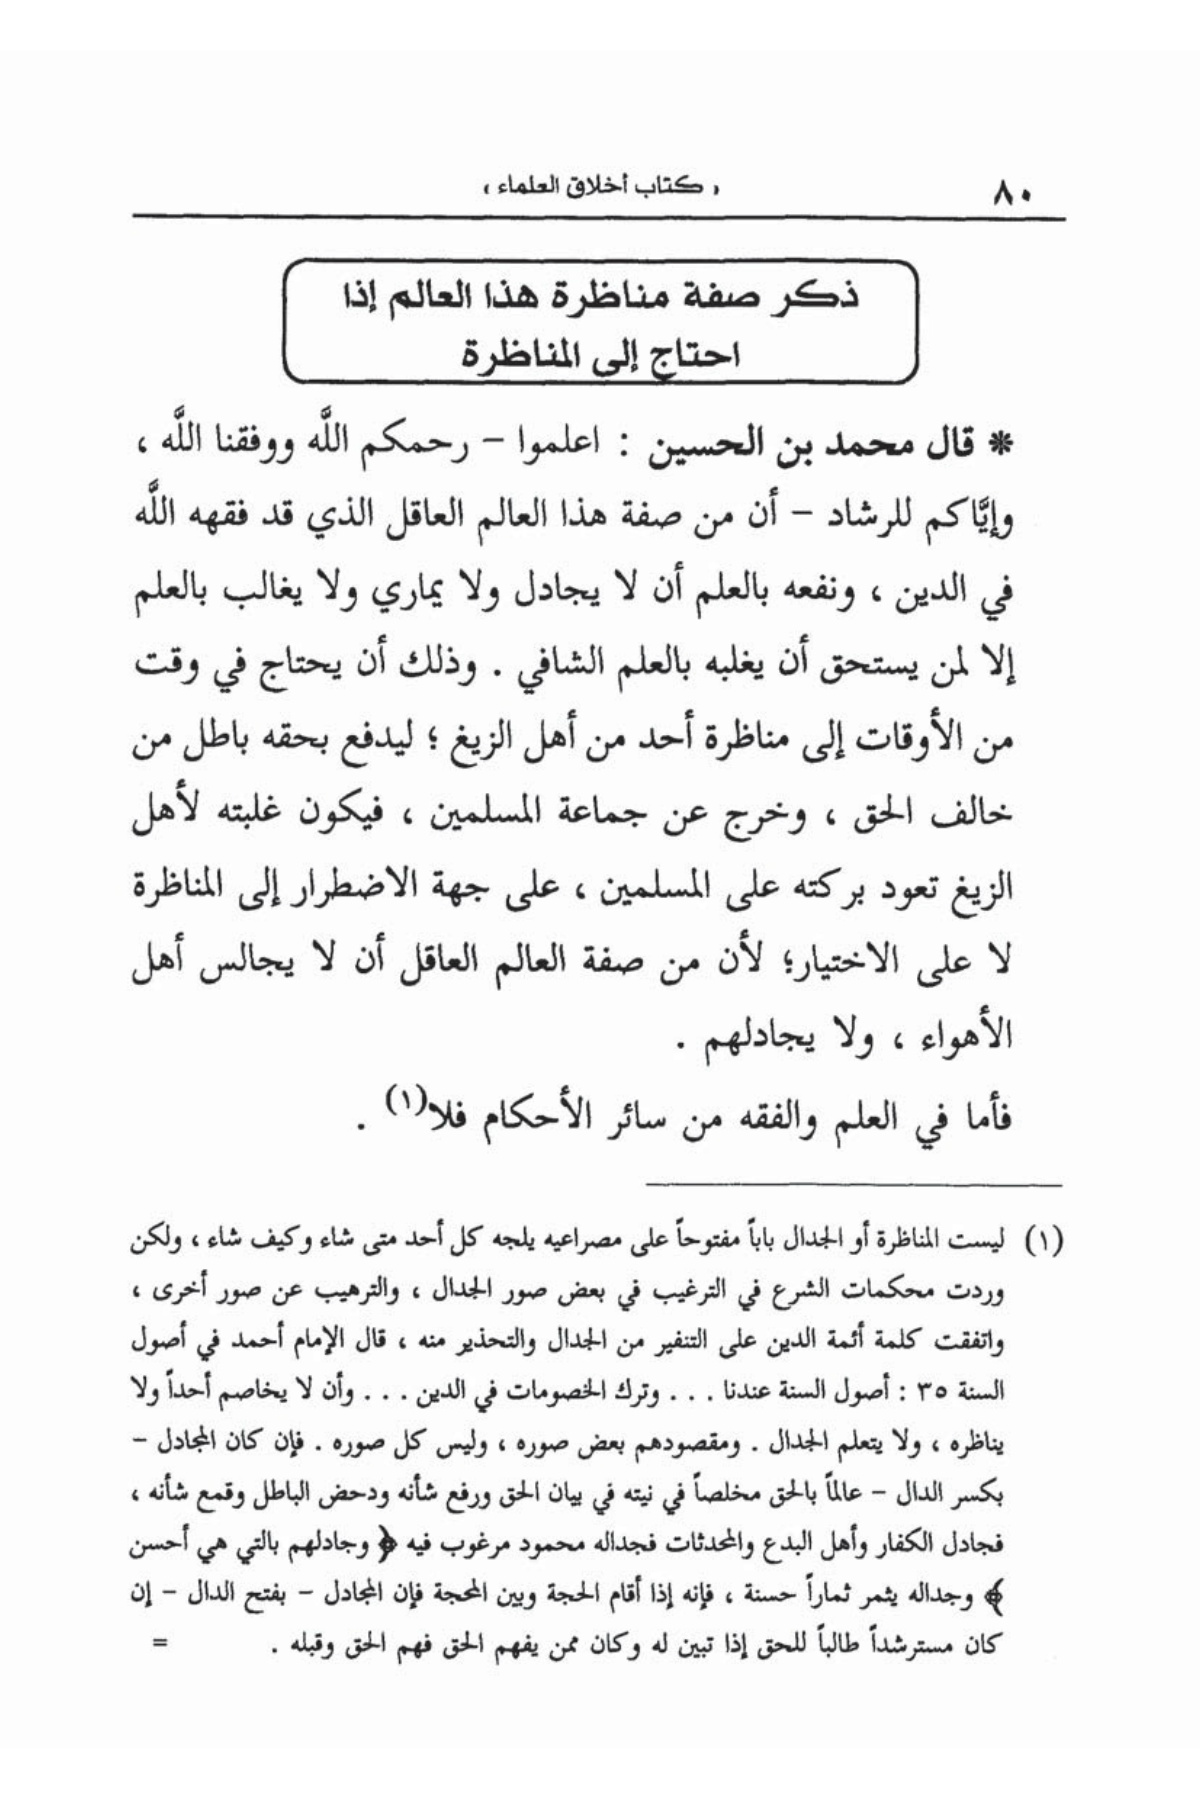 ٨٠ « كتاب أخلاق العلماء »
ذكر صفة مناظرة هذا العالم إذا
احتاج إلى المناظرة
* قال محمد بن الحسين : اعلموا – رحمكم اللَّه ووفقنا اللَّه ،
وإيَّاكم للرشاد – أن من صفة هذا العالم العاقل الذي قد فقهه اللَّه
في الدين ، ونفعه بالعلم أن لا يجادل ولا يماري ولا يغالب بالعلم
إلا لمن يستحق أن يغلبه بالعلم الشافي . وذلك أن يحتاج في وقت
من الأوقات إلى مناظرة أحد من أهل الزيغ ؛ ليدفع بحقه باطل من
خالف الحق ، وخرج عن جماعة المسلمين ، فيكون غلبته لأهل
الزيغ تعود بركته على المسلمين ، على جهة الاضطرار إلى المناظرة
لا على الاختيار؛ لأن من صفة العالم العاقل أن لا يجالس أهل
الأهواء ، ولا يجادلهم .
فأما في العلم والفقه من سائر الأحكام فلا(١) .
(١) ليست المناظرة أو الجدال باباً مفتوحاً على مصراعيه يلجه كل أحد متى شاء وكيف شاء ، ولكن
وردت محكمات الشرع في الترغيب في بعض صور الجدال ، والترهيب عن صور أخرى ،
واتفقت كلمة أئمة الدين على التنفير من الجدال والتحذير منه ، قال الإمام أحمد في أصول
السنة ٣٥ : أصول السنة عندنا . . . وترك الخصومات في الدين . . . وأن لا يخاصم أحداً ولا
يناظره ، ولا يتعلم الجدال . ومقصودهم بعض صوره ، وليس كل صوره . فإن كان المجادل –
بكسر الدال – عالماً بالحق مخلصاً في نيته في بيان الحق ورفع شأنه ودحض الباطل وقمع شأنه ،
فجادل الكفار وأهل البدع والمحدثات فجداله محمود مرغوب فيه ﴿ وجادلهم بالتي هي أحسن
﴾ وجداله يثمر ثماراً حسنة ، فإنه إذا أقام الحجة وبين المحجة فإن المجادل – بفتح الدال – إن
كان مسترشداً طالباً للحق إذا تبين له وكان ممن يفهم الحق فهم الحق وقبله . =